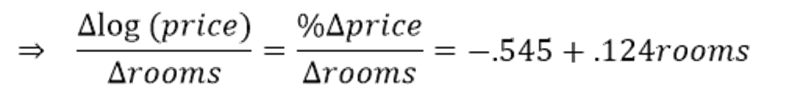 ⇒ Δlog (price) / Δrooms = %Δprice / Δrooms = −.545 + .124rooms